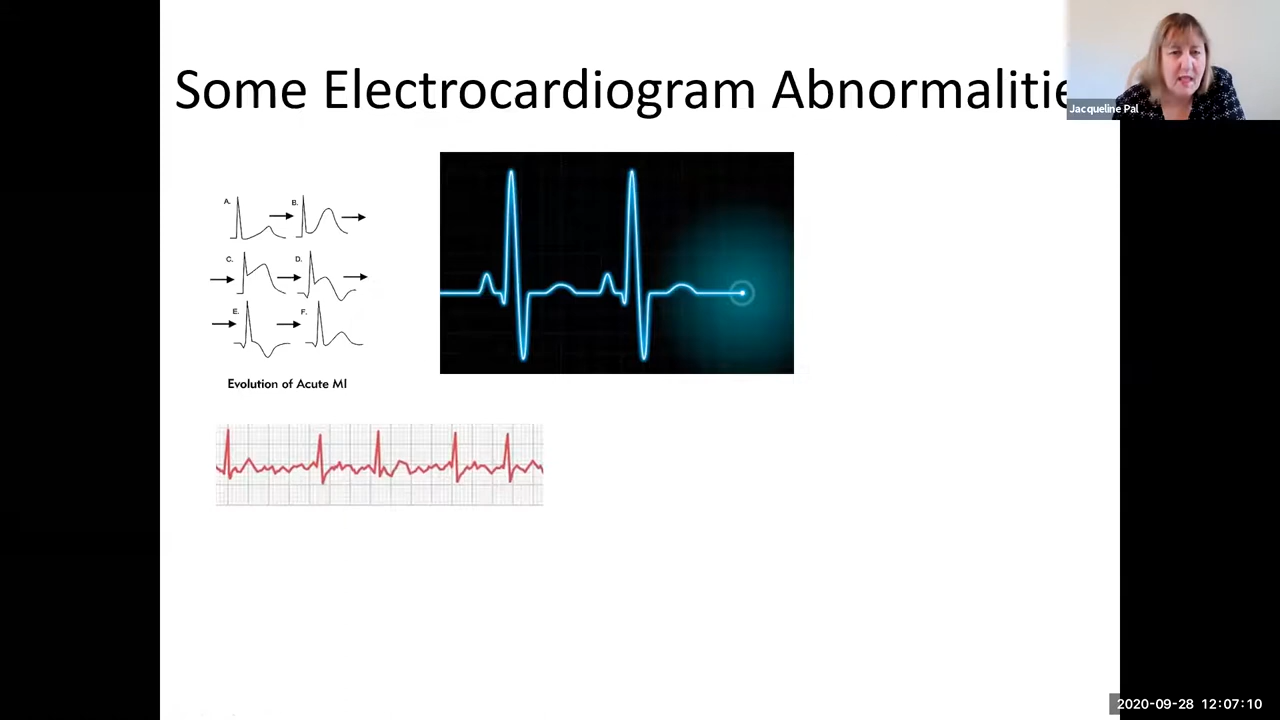 Some Electrocardiogram Abnormalitie
Jacqueline Pal
A.
B.
C.
D.
E.
F.
Evolution of Acute MI
2020-09-28 12:07:10